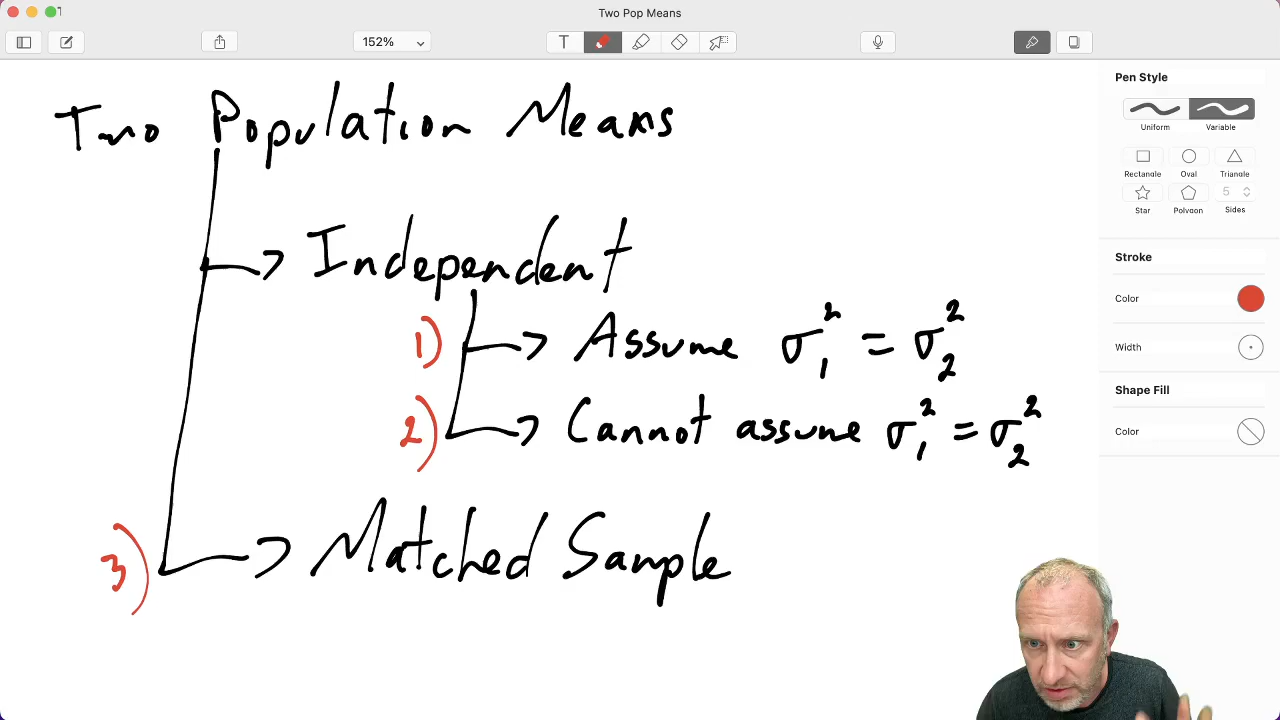 Two Pop Means
T
152%
Two Population Means
Independent
1) Assume σ₁² = σ₂²
2) Cannot assume σ₁² = σ₂²
3) Matched Sample
Pen Style
Uniform Variable
Rectangle Oval Triangle
5
Star Polygon Sides
Stroke
Color
Width
Shape Fill
Color